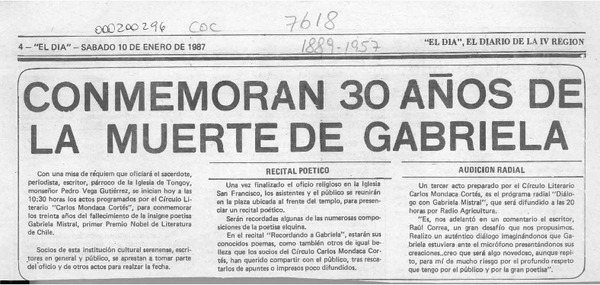 000200296 CDC 7618
4 – "EL DIA" – SABADO 10 DE ENERO DE 1987
1889-1957
"EL DIA", EL DIARIO DE LA IV REGION
CONMEMORAN 30 AÑOS DE
LA MUERTE DE GABRIELA
Con una misa de réquiem que oficiará el sacerdote,
periodista, escritor, párroco de la Iglesia de Tongoy,
monseñor Pedro Vega Gutiérrez, se inician hoy a las
10:30 horas los actos programados por el Círculo Li-
terario "Carlos Mondaca Cortés", para conmemorar
los treinta años del fallecimiento de la insigne poetisa
Gabriela Mistral, primer Premio Nobel de Literatura
de Chile.
Socios de esta institución cultural serenense, escrito-
res en general y público, se aprestan a tomar parte
del oficio y de otros actos para realzar la fecha.
RECITAL POETICO
Una vez finalizado el oficio religioso en la Iglesia
San Francisco, los asistentes y el público se reunirán
en la plaza ubicada al frente del templo, para presen-
ciar un recital poético.
Serán recordadas algunas de las numerosas composi-
ciones de la poetisa elquina.
En el recital "Recordando a Gabriela", estarán sus
conocidos poemas, como también otros de igual be-
lleza que los socios del Círculo Carlos Mondaca Cor-
tés, han querido compartir con el público, tras resca-
tarlos de apuntes o impresos poco difundidos.
AUDICION RADIAL
Un tercer acto preparado por el Círculo Literario
Carlos Mondaca Cortés, es el programa radial "Diálo-
go con Gabriela Mistral", que será difundido a las 20
horas por Radio Agricultura.
"Es, nos adelantó en un comentario el escritor,
Raúl Correa, un gran desafío que nos propusimos.
Realizo un auténtico diálogo imaginándonos que Ga-
briela estuviera ante el micrófono presentándonos sus
creaciones..creo que será algo novedoso, aunque repi-
to, para mí de mucho riesgo por el profundo respeto
que tengo por el público y por la gran poetisa".